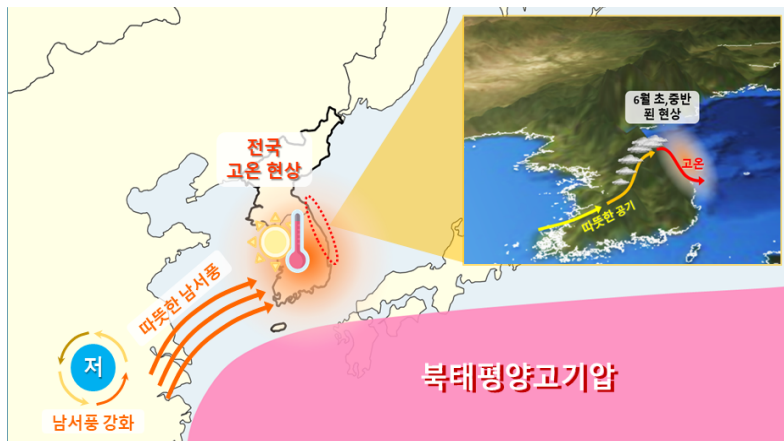 6월 초,중반
푄 현상
고온
따뜻한 공기
전국
고온 현상
따뜻한 남서풍
저
남서풍 강화
북태평양고기압